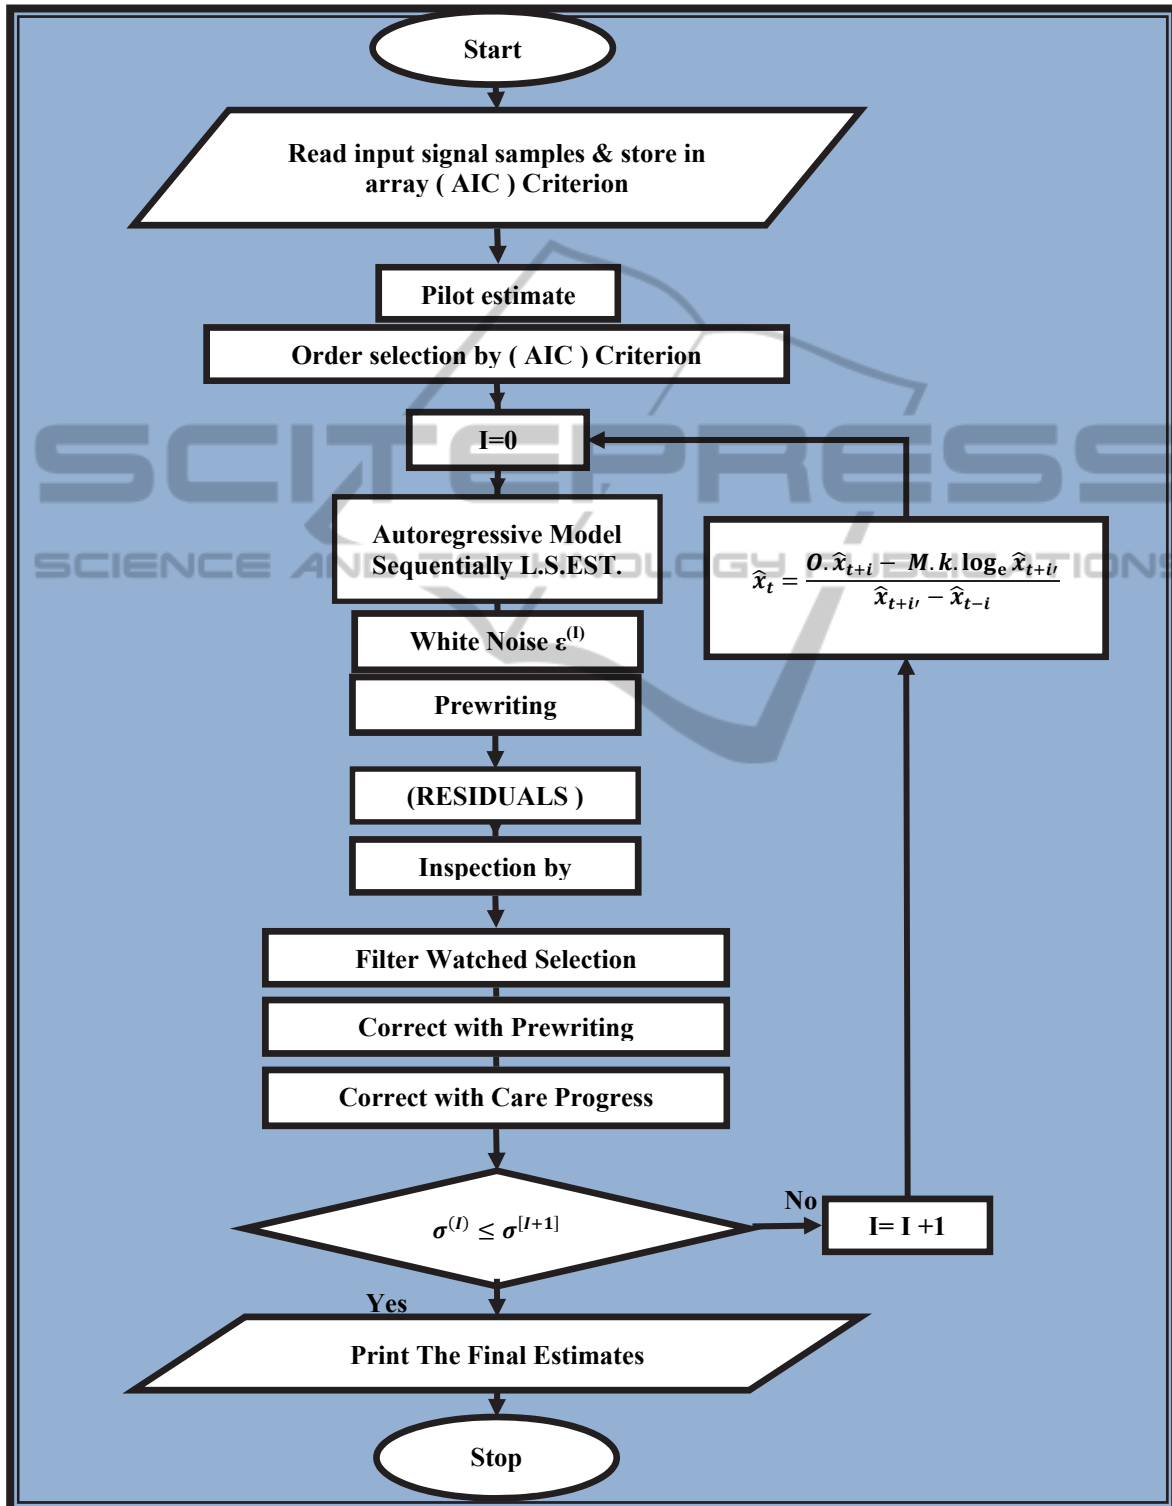 Start
Read input signal samples & store in
array ( AIC ) Criterion
Pilot estimate
Order selection by ( AIC ) Criterion
I=0
SCITEPRESS
SCIENCE AND TECHNOLOGY PUBLICATIONS
Autoregressive Model
Sequentially L.S.EST.
x̂_t = (O.x̂_{t+i} − M.k.log_e x̂_{t+i′}) / (x̂_{t+i′} − x̂_{t−i})
White Noise ε^(I)
Prewriting
(RESIDUALS )
Inspection by
Filter Watched Selection
Correct with Prewriting
Correct with Care Progress
σ^(I) ≤ σ^[I+1]
No
I= I +1
Yes
Print The Final Estimates
Stop